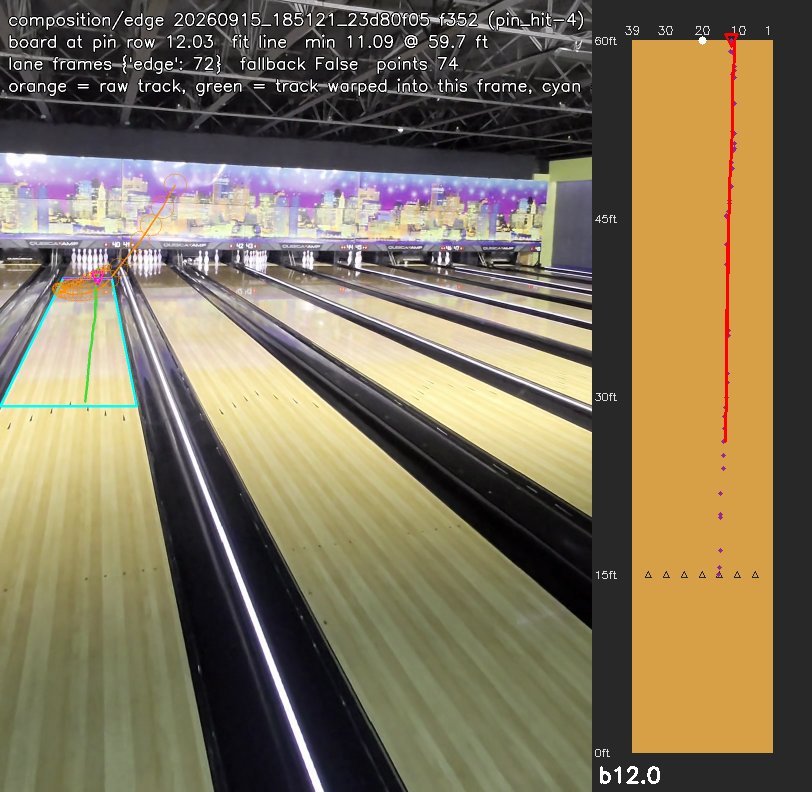 composition/edge 20260915_185121_23d80f05 f352 (pin_hit-4)
board at pin row 12.03  fit line  min 11.09 @ 59.7 ft
lane frames {'edge': 72}  fallback False  points 74
orange = raw track, green = track warped into this frame, cyan
39 30 20 10 1
60ft
45ft
30ft
15ft
0ft
b12.0